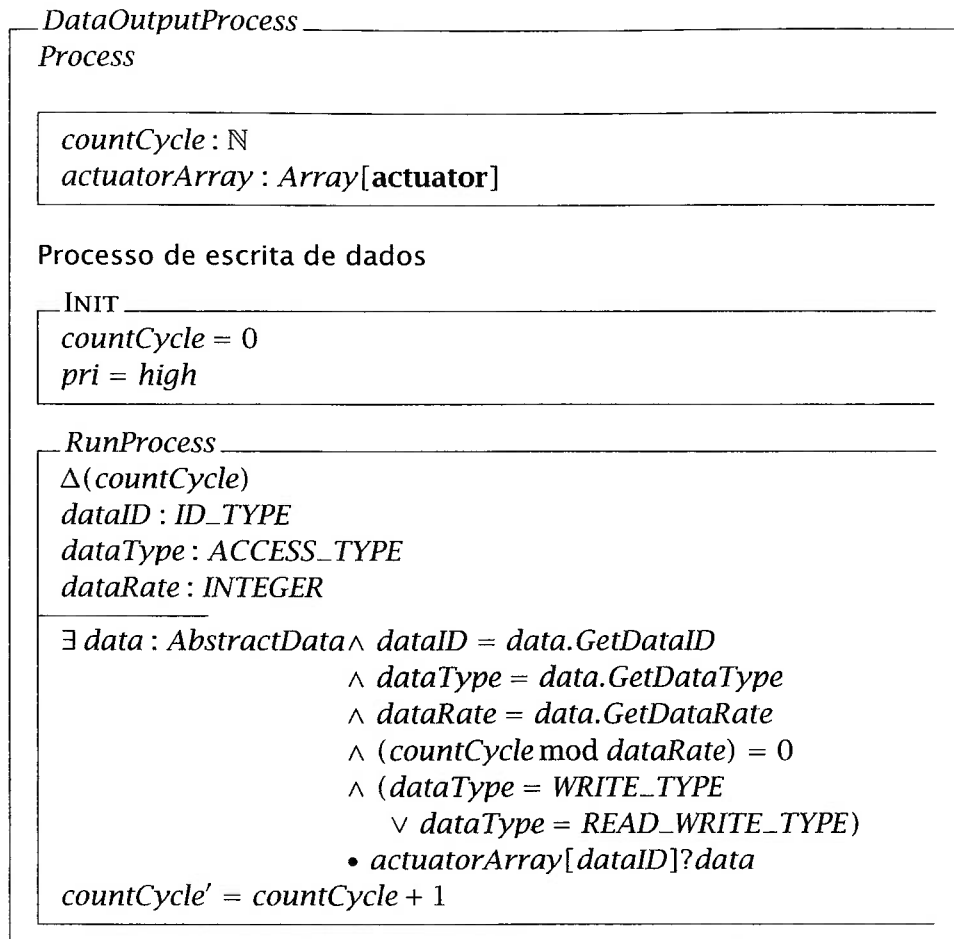 DataOutputProcess
Process
countCycle : ℕ
actuatorArray : Array[actuator]
Processo de escrita de dados
INIT
countCycle = 0
pri = high
RunProcess
Δ(countCycle)
dataID : ID_TYPE
dataType : ACCESS_TYPE
dataRate : INTEGER
∃ data : AbstractData ∧ dataID = data.GetDataID
∧ dataType = data.GetDataType
∧ dataRate = data.GetDataRate
∧ (countCycle mod dataRate) = 0
∧ (dataType = WRITE_TYPE
∨ dataType = READ_WRITE_TYPE)
• actuatorArray[dataID]?data
countCycle′ = countCycle + 1